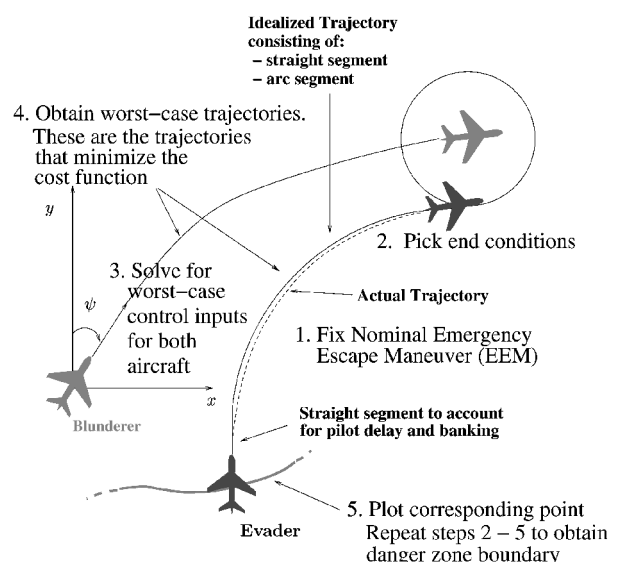 Idealized Trajectory
consisting of:
– straight segment
– arc segment
4. Obtain worst–case trajectories.
These are the trajectories
that minimize the
cost function
y
2. Pick end conditions
3. Solve for
worst–case
control inputs
for both
aircraft
ψ
Actual Trajectory
1. Fix Nominal Emergency
Escape Maneuver (EEM)
x
Blunderer
Straight segment to account
for pilot delay and banking
5. Plot corresponding point
Repeat steps 2 – 5 to obtain
danger zone boundary
Evader